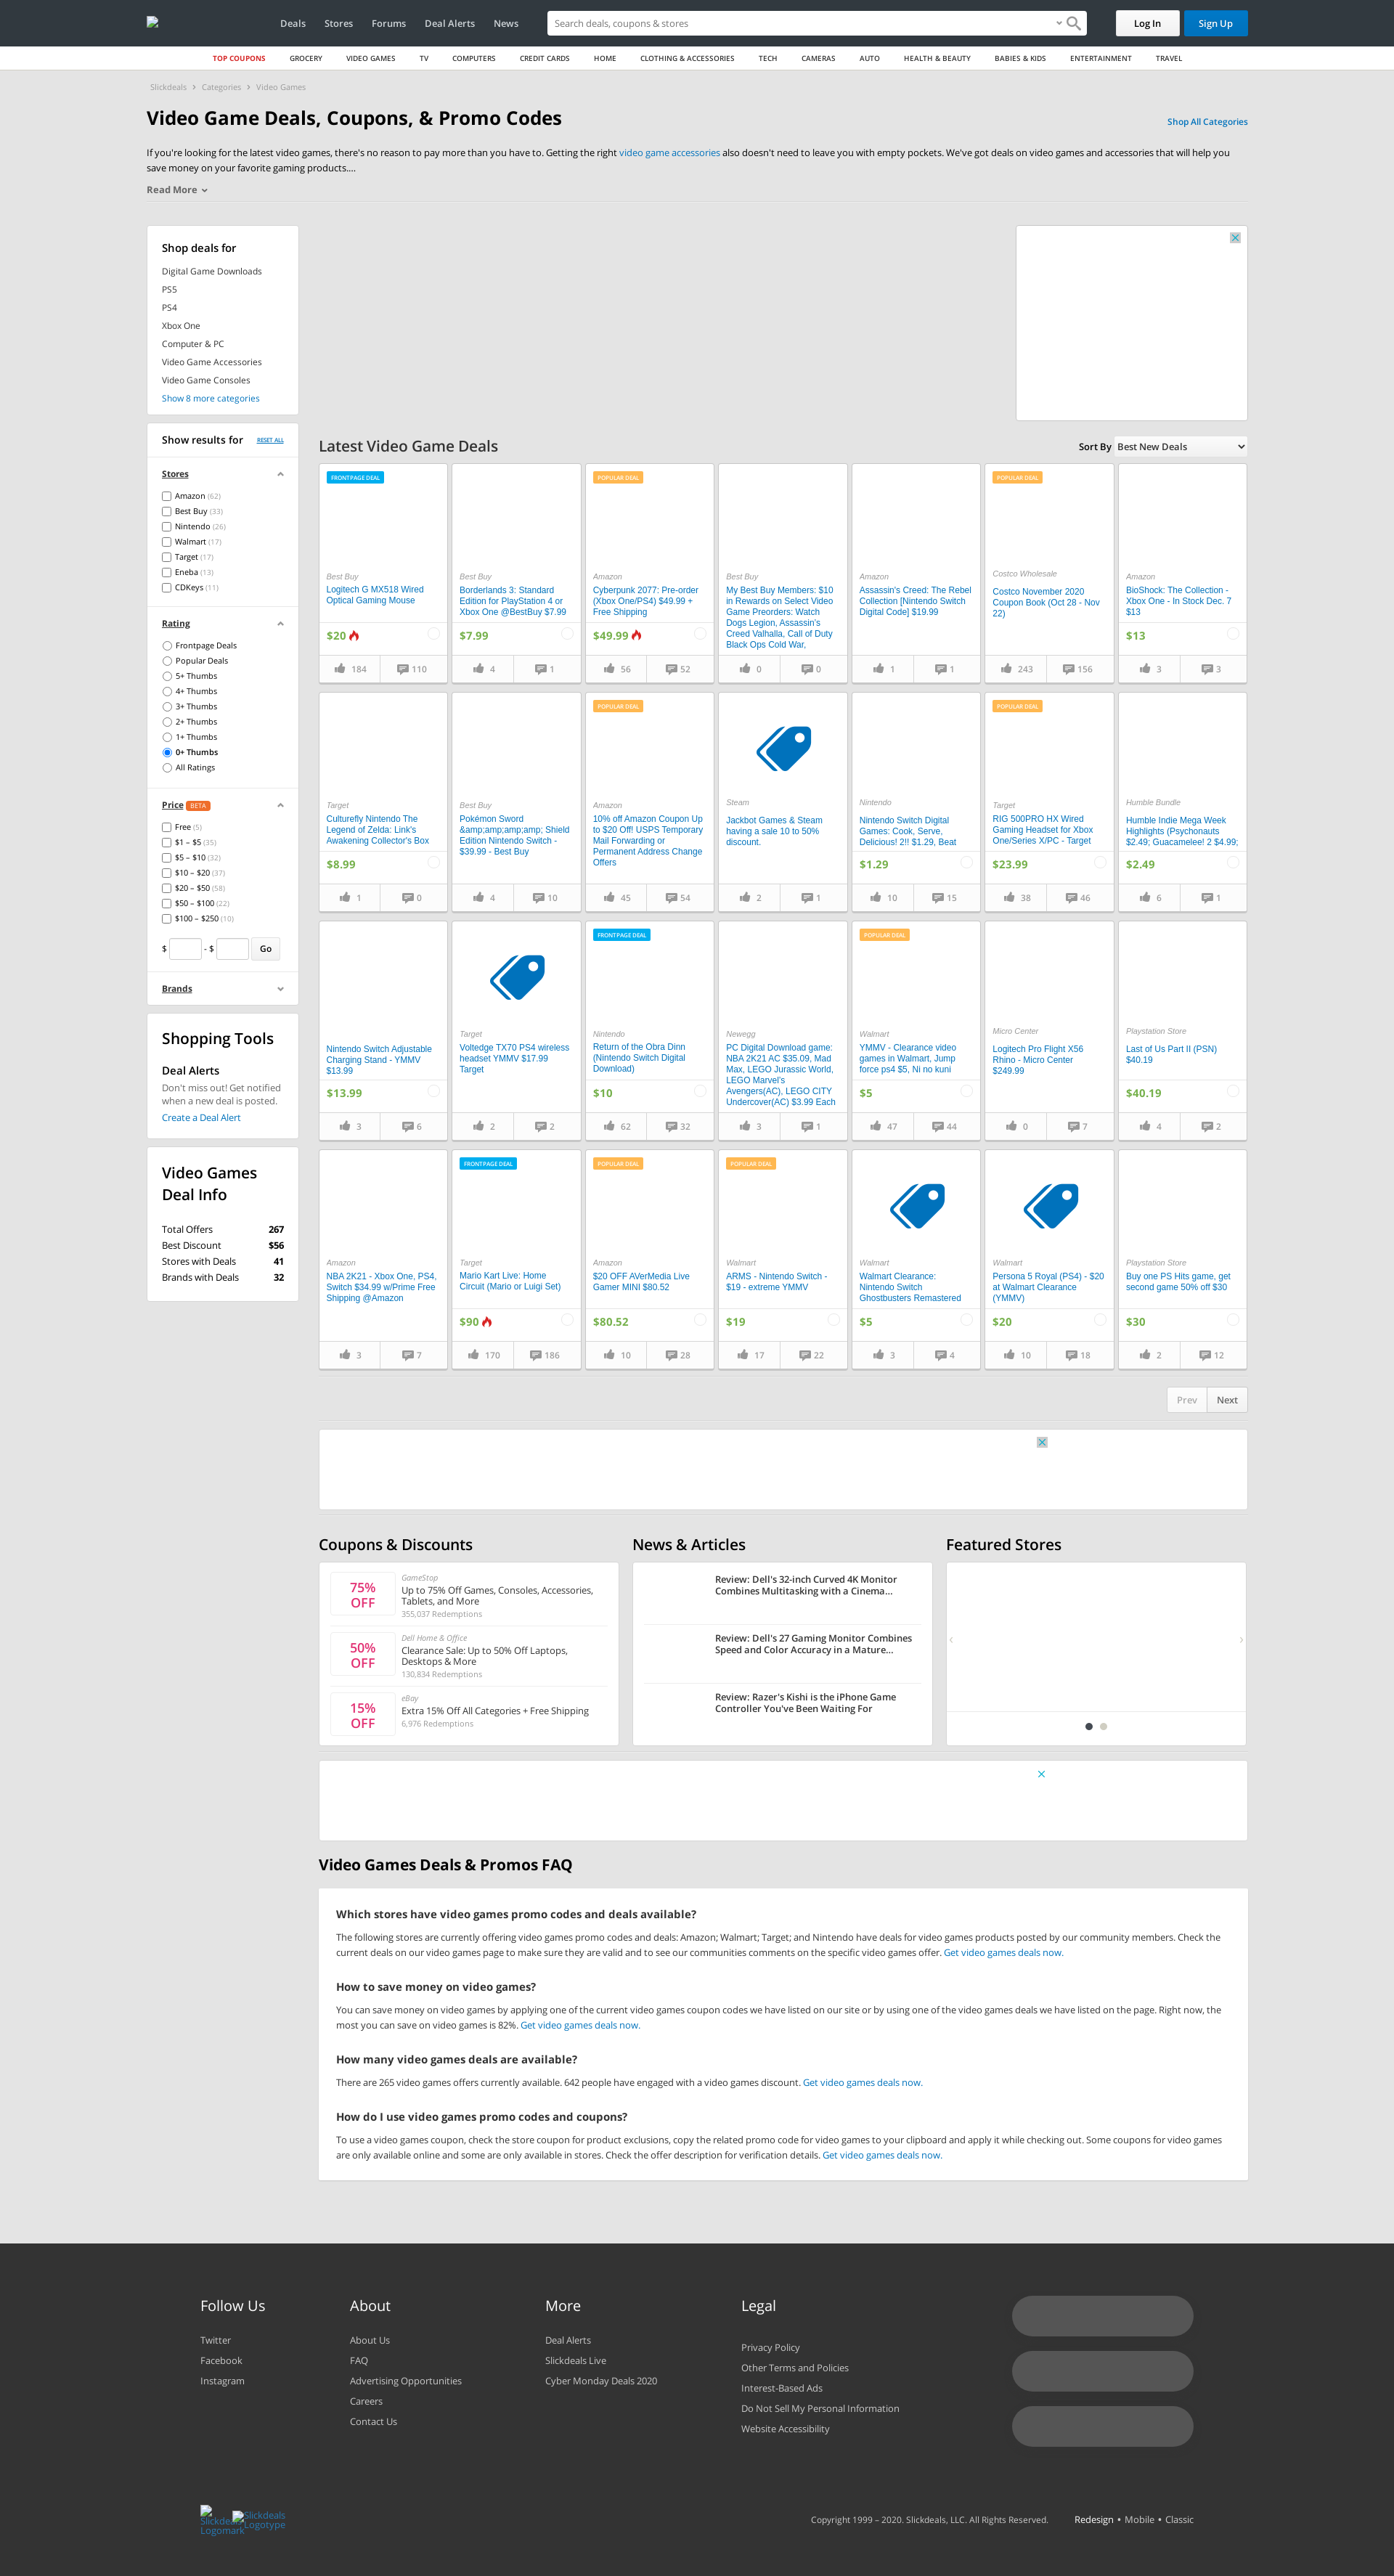 Deals Stores Forums Deal Alerts News
Search deals, coupons & stores
Log In
Sign Up
TOP COUPONS GROCERY VIDEO GAMES TV COMPUTERS CREDIT CARDS HOME CLOTHING & ACCESSORIES TECH CAMERAS AUTO HEALTH & BEAUTY BABIES & KIDS ENTERTAINMENT TRAVEL
Slickdeals › Categories › Video Games
Video Game Deals, Coupons, & Promo Codes
Shop All Categories
If you're looking for the latest video games, there's no reason to pay more than you have to. Getting the right video game accessories also doesn't need to leave you with empty pockets. We've got deals on video games and accessories that will help you
save money on your favorite gaming products....
Read More
Shop deals for
Digital Game Downloads
PS5
PS4
Xbox One
Computer & PC
Video Game Accessories
Video Game Consoles
Show 8 more categories
Show results for RESET ALL
Stores
Amazon (62)
Best Buy (33)
Nintendo (26)
Walmart (17)
Target (17)
Eneba (13)
CDKeys (11)
Rating
Frontpage Deals
Popular Deals
5+ Thumbs
4+ Thumbs
3+ Thumbs
2+ Thumbs
1+ Thumbs
0+ Thumbs
All Ratings
Price BETA
Free (5)
$1 – $5 (35)
$5 – $10 (32)
$10 – $20 (37)
$20 – $50 (58)
$50 – $100 (22)
$100 – $250 (10)
$ - $ Go
Brands
Shopping Tools
Deal Alerts
Don't miss out! Get notified
when a new deal is posted.
Create a Deal Alert
Video Games
Deal Info
Total Offers 267
Best Discount $56
Stores with Deals 41
Brands with Deals 32
Latest Video Game Deals
Sort By Best New Deals
FRONTPAGE DEAL
Best Buy
Logitech G MX518 Wired
Optical Gaming Mouse
$20
184 110
Best Buy
Borderlands 3: Standard
Edition for PlayStation 4 or
Xbox One @BestBuy $7.99
$7.99
4 1
POPULAR DEAL
Amazon
Cyberpunk 2077: Pre-order
(Xbox One/PS4) $49.99 +
Free Shipping
$49.99
56 52
Best Buy
My Best Buy Members: $10
in Rewards on Select Video
Game Preorders: Watch
Dogs Legion, Assassin's
Creed Valhalla, Call of Duty
Black Ops Cold War,
0 0
Amazon
Assassin's Creed: The Rebel
Collection [Nintendo Switch
Digital Code] $19.99
1 1
POPULAR DEAL
Costco Wholesale
Costco November 2020
Coupon Book (Oct 28 - Nov
22)
243 156
Amazon
BioShock: The Collection -
Xbox One - In Stock Dec. 7
$13
$13
3 3
Target
Culturefly Nintendo The
Legend of Zelda: Link's
Awakening Collector's Box
$8.99
1 0
Best Buy
Pokémon Sword
&amp;amp;amp;amp; Shield
Edition Nintendo Switch -
$39.99 - Best Buy
4 10
POPULAR DEAL
Amazon
10% off Amazon Coupon Up
to $20 Off! USPS Temporary
Mail Forwarding or
Permanent Address Change
Offers
45 54
Steam
Jackbot Games & Steam
having a sale 10 to 50%
discount.
2 1
Nintendo
Nintendo Switch Digital
Games: Cook, Serve,
Delicious! 2!! $1.29, Beat
$1.29
10 15
POPULAR DEAL
Target
RIG 500PRO HX Wired
Gaming Headset for Xbox
One/Series X/PC - Target
$23.99
38 46
Humble Bundle
Humble Indie Mega Week
Highlights (Psychonauts
$2.49; Guacamelee! 2 $4.99;
$2.49
6 1
Nintendo Switch Adjustable
Charging Stand - YMMV
$13.99
$13.99
3 6
Target
Voltedge TX70 PS4 wireless
headset YMMV $17.99
Target
2 2
FRONTPAGE DEAL
Nintendo
Return of the Obra Dinn
(Nintendo Switch Digital
Download)
$10
62 32
Newegg
PC Digital Download game:
NBA 2K21 AC $35.09, Mad
Max, LEGO Jurassic World,
LEGO Marvel's
Avengers(AC), LEGO CITY
Undercover(AC) $3.99 Each
3 1
POPULAR DEAL
Walmart
YMMV - Clearance video
games in Walmart, Jump
force ps4 $5, Ni no kuni
$5
47 44
Micro Center
Logitech Pro Flight X56
Rhino - Micro Center
$249.99
0 7
Playstation Store
Last of Us Part II (PSN)
$40.19
$40.19
4 2
Amazon
NBA 2K21 - Xbox One, PS4,
Switch $34.99 w/Prime Free
Shipping @Amazon
3 7
FRONTPAGE DEAL
Target
Mario Kart Live: Home
Circuit (Mario or Luigi Set)
$90
170 186
POPULAR DEAL
Amazon
$20 OFF AVerMedia Live
Gamer MINI $80.52
$80.52
10 28
POPULAR DEAL
Walmart
ARMS - Nintendo Switch -
$19 - extreme YMMV
$19
17 22
Walmart
Walmart Clearance:
Nintendo Switch
Ghostbusters Remastered
$5
3 4
Walmart
Persona 5 Royal (PS4) - $20
at Walmart Clearance
(YMMV)
$20
10 18
Playstation Store
Buy one PS Hits game, get
second game 50% off $30
$30
2 12
Prev Next
Coupons & Discounts
75%
OFF
GameStop
Up to 75% Off Games, Consoles, Accessories,
Tablets, and More
355,037 Redemptions
50%
OFF
Dell Home & Office
Clearance Sale: Up to 50% Off Laptops,
Desktops & More
130,834 Redemptions
15%
OFF
eBay
Extra 15% Off All Categories + Free Shipping
6,976 Redemptions
News & Articles
Review: Dell's 32-inch Curved 4K Monitor
Combines Multitasking with a Cinema...
Review: Dell's 27 Gaming Monitor Combines
Speed and Color Accuracy in a Mature...
Review: Razer's Kishi is the iPhone Game
Controller You've Been Waiting For
Featured Stores
Video Games Deals & Promos FAQ
Which stores have video games promo codes and deals available?
The following stores are currently offering video games promo codes and deals: Amazon; Walmart; Target; and Nintendo have deals for video games products posted by our community members. Check the
current deals on our video games page to make sure they are valid and to see our communities comments on the specific video games offer. Get video games deals now.
How to save money on video games?
You can save money on video games by applying one of the current video games coupon codes we have listed on our site or by using one of the video games deals we have listed on the page. Right now, the
most you can save on video games is 82%. Get video games deals now.
How many video games deals are available?
There are 265 video games offers currently available. 642 people have engaged with a video games discount. Get video games deals now.
How do I use video games promo codes and coupons?
To use a video games coupon, check the store coupon for product exclusions, copy the related promo code for video games to your clipboard and apply it while checking out. Some coupons for video games
are only available online and some are only available in stores. Check the offer description for verification details. Get video games deals now.
Follow Us
Twitter
Facebook
Instagram
About
About Us
FAQ
Advertising Opportunities
Careers
Contact Us
More
Deal Alerts
Slickdeals Live
Cyber Monday Deals 2020
Legal
Privacy Policy
Other Terms and Policies
Interest-Based Ads
Do Not Sell My Personal Information
Website Accessibility
Slickdeals
Logomark
Slickdeals
Logotype
Copyright 1999 – 2020. Slickdeals, LLC. All Rights Reserved.
Redesign • Mobile • Classic